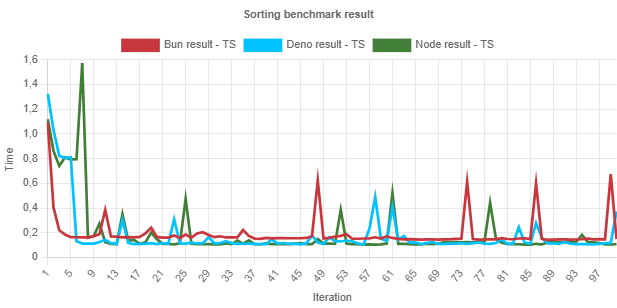 Sorting benchmark result
Bun result - TS Deno result - TS Node result - TS
1,6
1,4
1,2
1,0
0,8
0,6
0,4
0,2
0
Time
1 5 9 13 17 21 25 29 33 37 41 45 49 53 57 61 65 69 73 77 81 85 89 93 97
Iteration